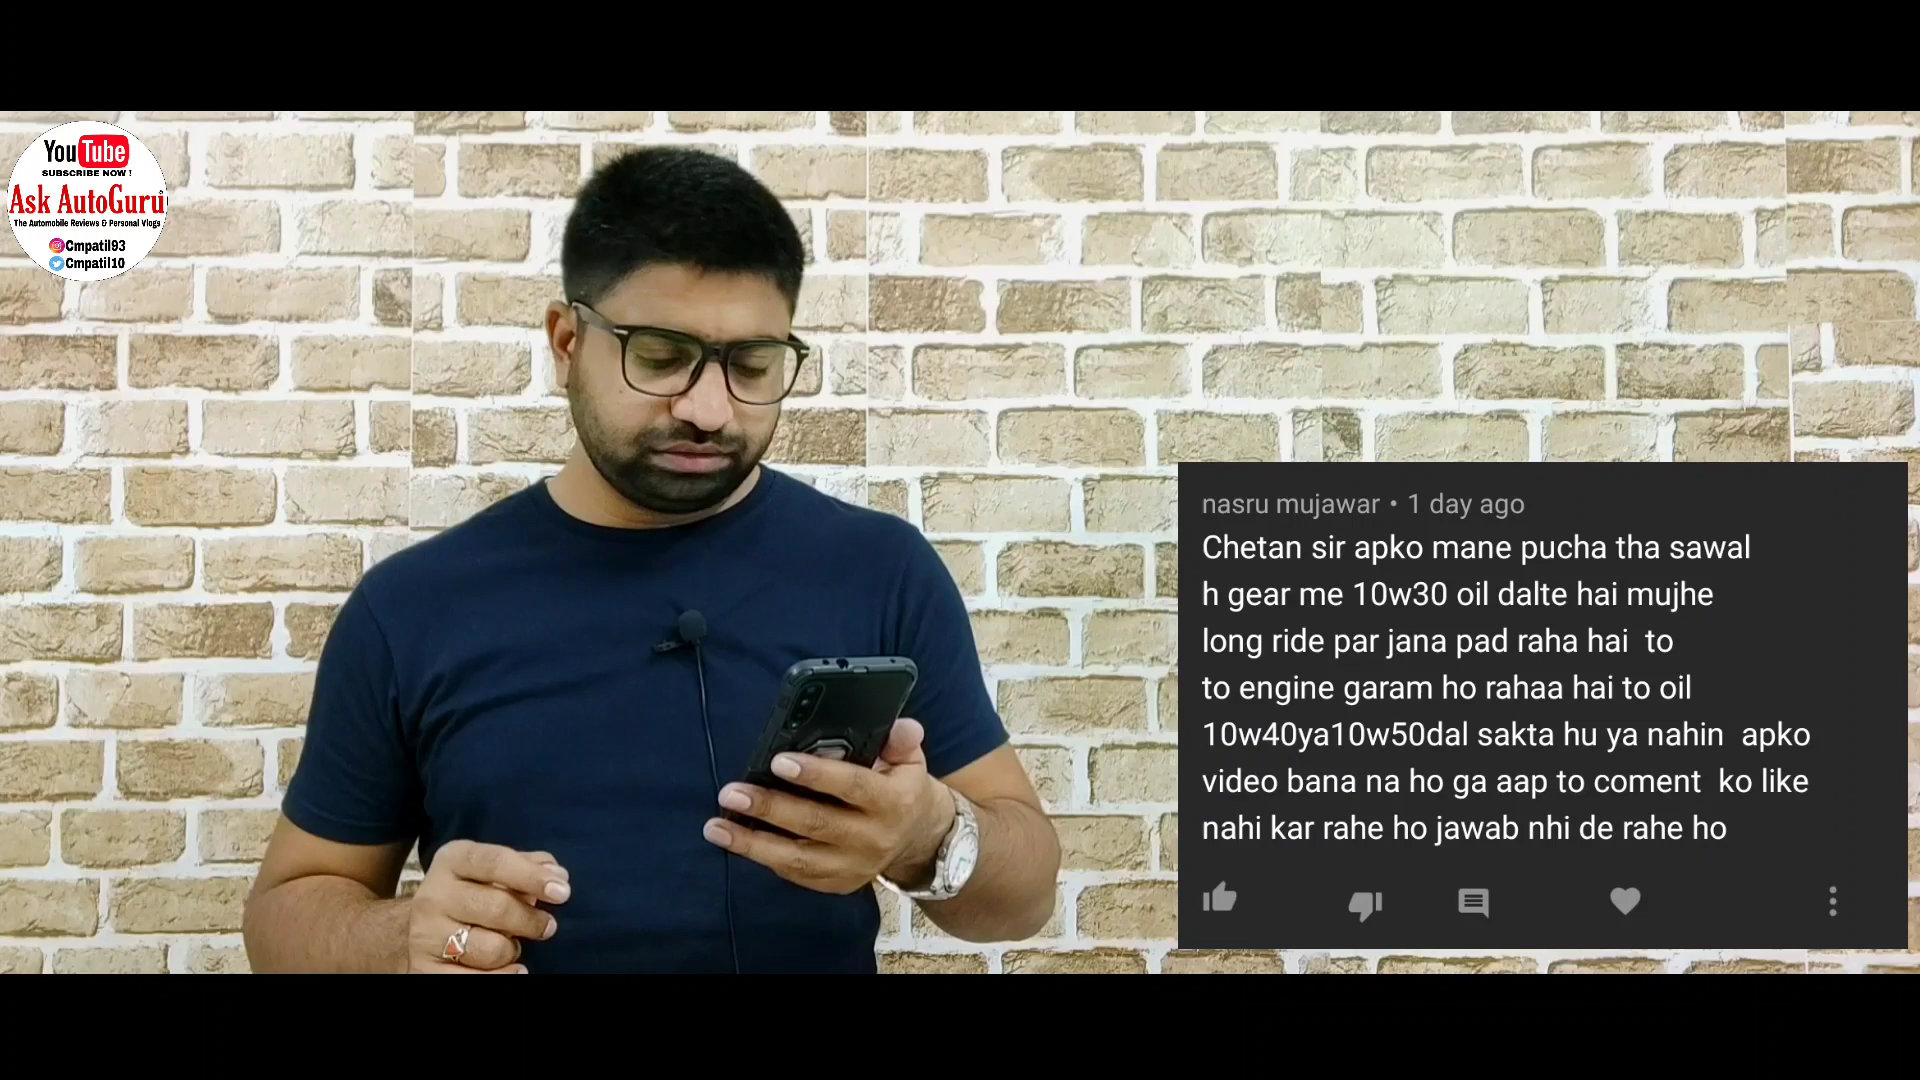 YouTube
SUBSCRIBE NOW !
Ask AutoGuru
The Automobile Reviews & Personal Vlogs
Cmpatil93
Cmpatil10
nasru mujawar • 1 day ago
Chetan sir apko mane pucha tha sawal
h gear me 10w30 oil dalte hai mujhe
long ride par jana pad raha hai to
to engine garam ho rahaa hai to oil
10w40ya10w50dal sakta hu ya nahin apko
video bana na ho ga aap to coment ko like
nahi kar rahe ho jawab nhi de rahe ho